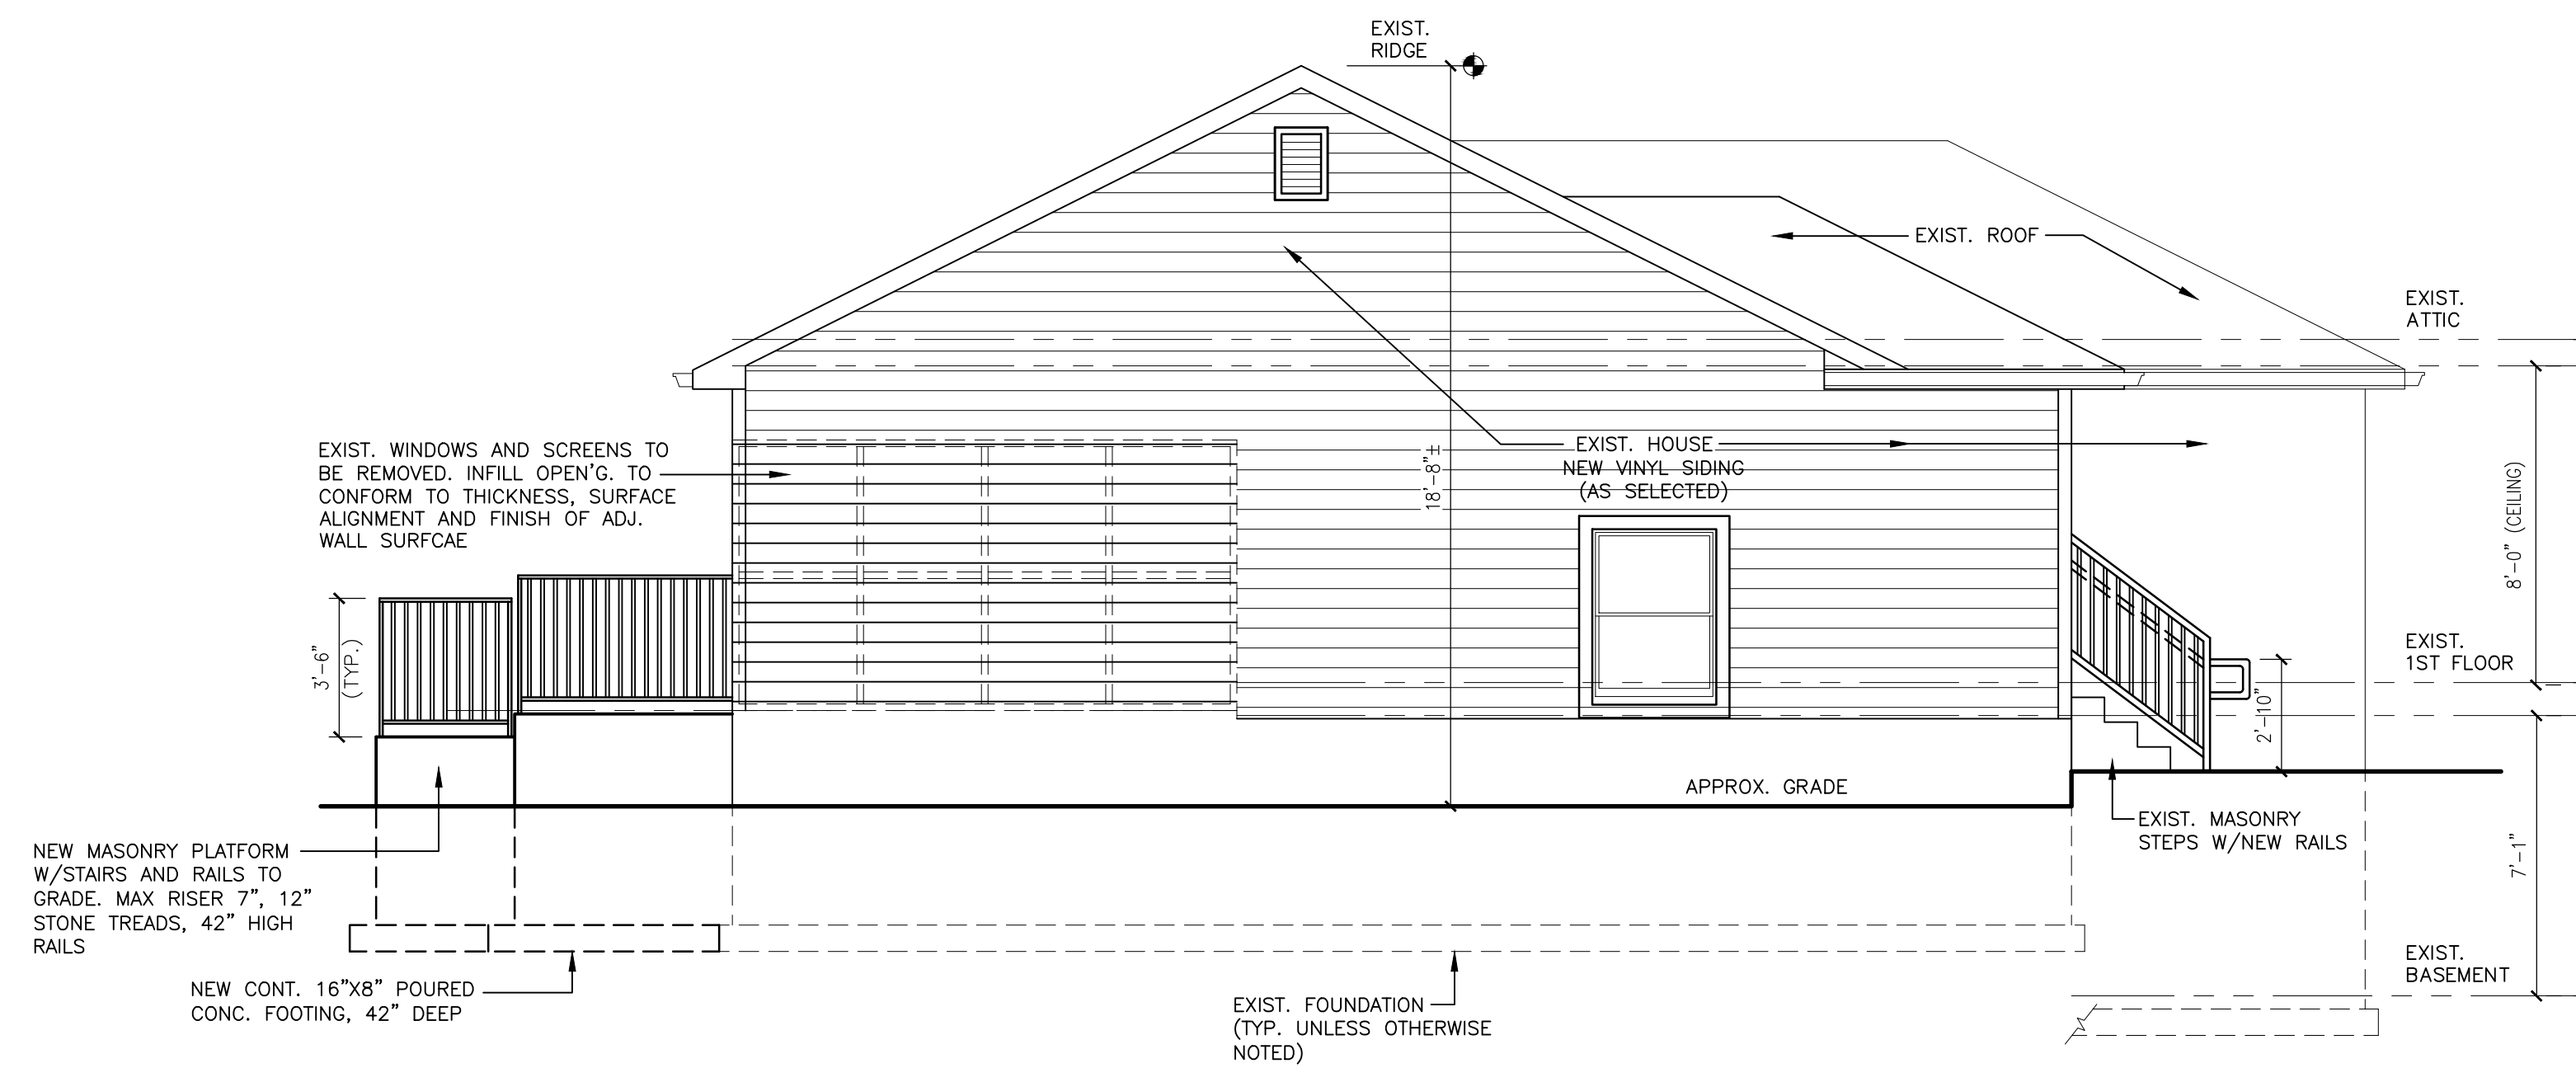 EXIST.
RIDGE
EXIST. ROOF
EXIST.
ATTIC
EXIST. WINDOWS AND SCREENS TO
BE REMOVED. INFILL OPEN'G. TO
CONFORM TO THICKNESS, SURFACE
ALIGNMENT AND FINISH OF ADJ.
WALL SURFCAE
18'-8"±
EXIST. HOUSE
NEW VINYL SIDING
(AS SELECTED)
8'-0" (CEILING)
3'-6"
(TYP.)
EXIST.
1ST FLOOR
2'-10"
APPROX. GRADE
EXIST. MASONRY
STEPS W/NEW RAILS
7'-1"
NEW MASONRY PLATFORM
W/STAIRS AND RAILS TO
GRADE. MAX RISER 7", 12"
STONE TREADS, 42" HIGH
RAILS
NEW CONT. 16"X8" POURED
CONC. FOOTING, 42" DEEP
EXIST. FOUNDATION
(TYP. UNLESS OTHERWISE
NOTED)
EXIST.
BASEMENT